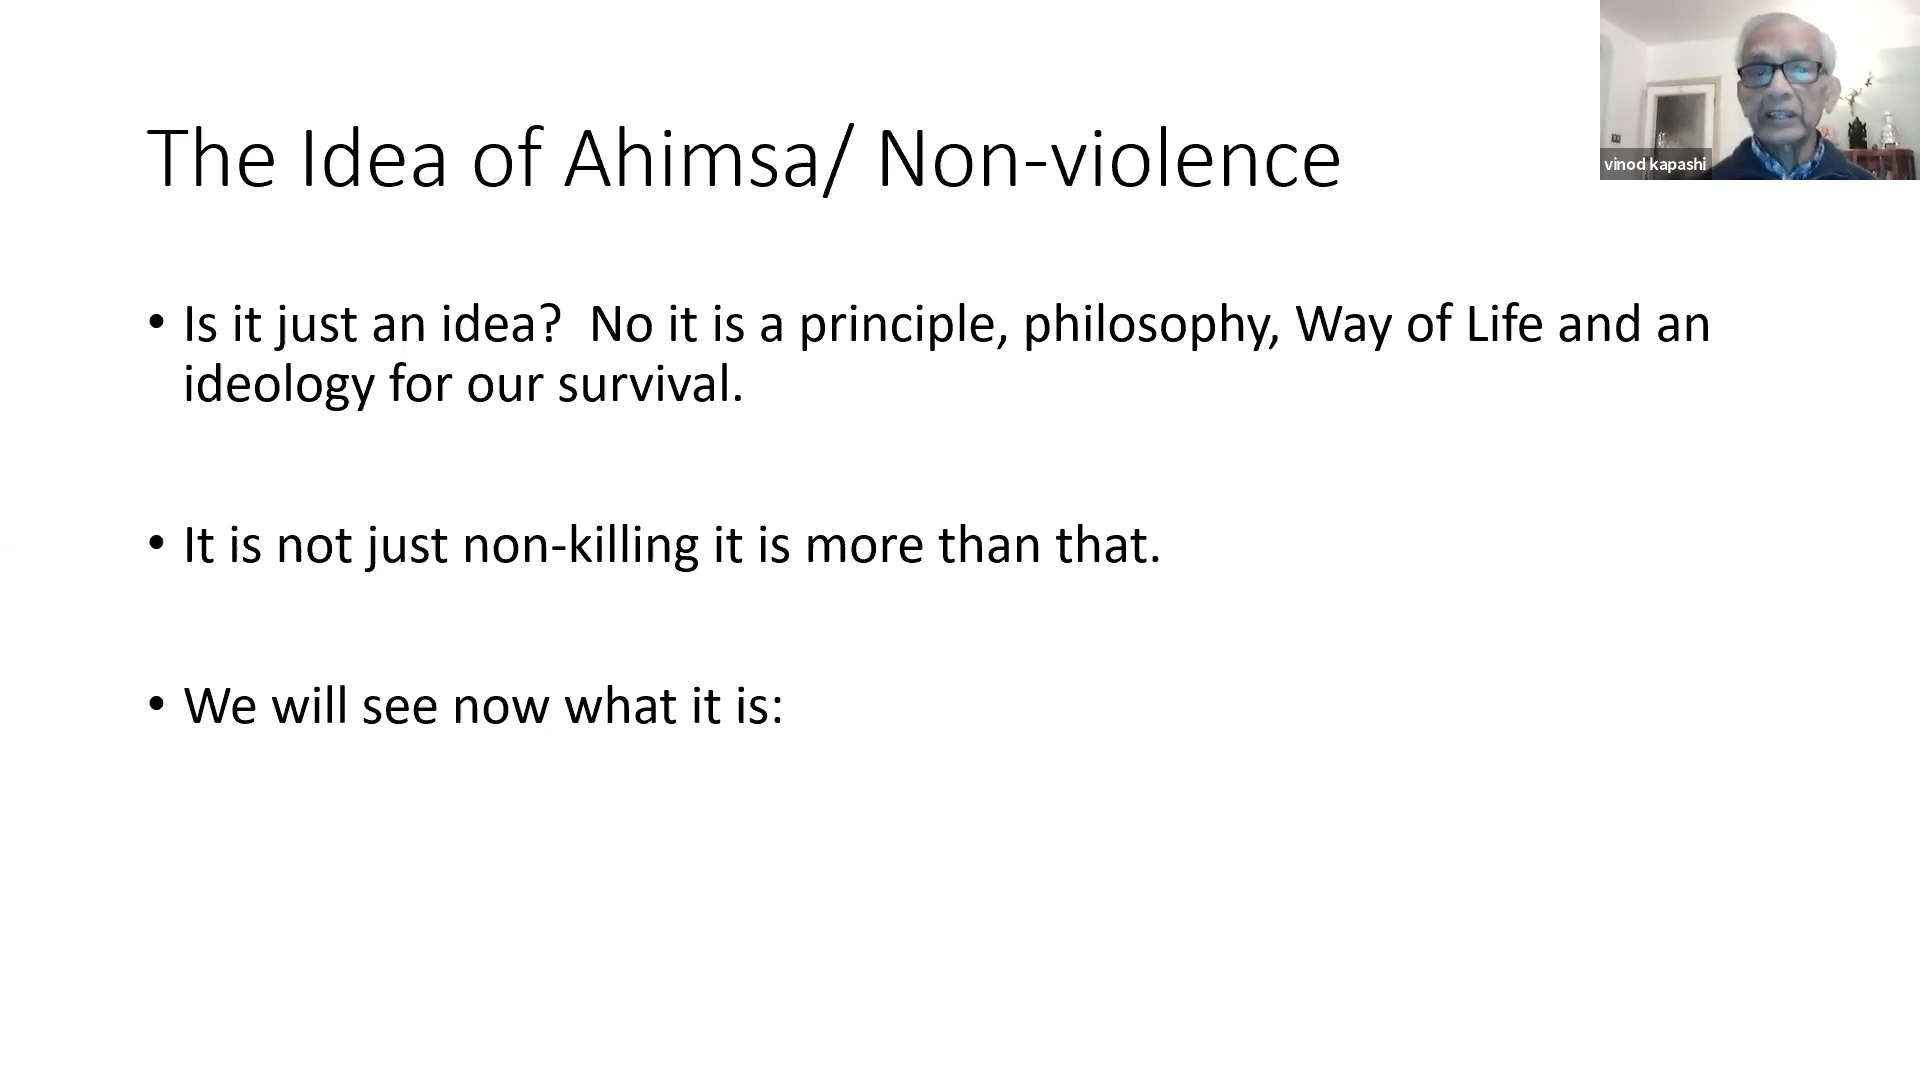 The Idea of Ahimsa/ Non-violence
vinod kapashi
• Is it just an idea?  No it is a principle, philosophy, Way of Life and an
ideology for our survival.
• It is not just non-killing it is more than that.
• We will see now what it is: